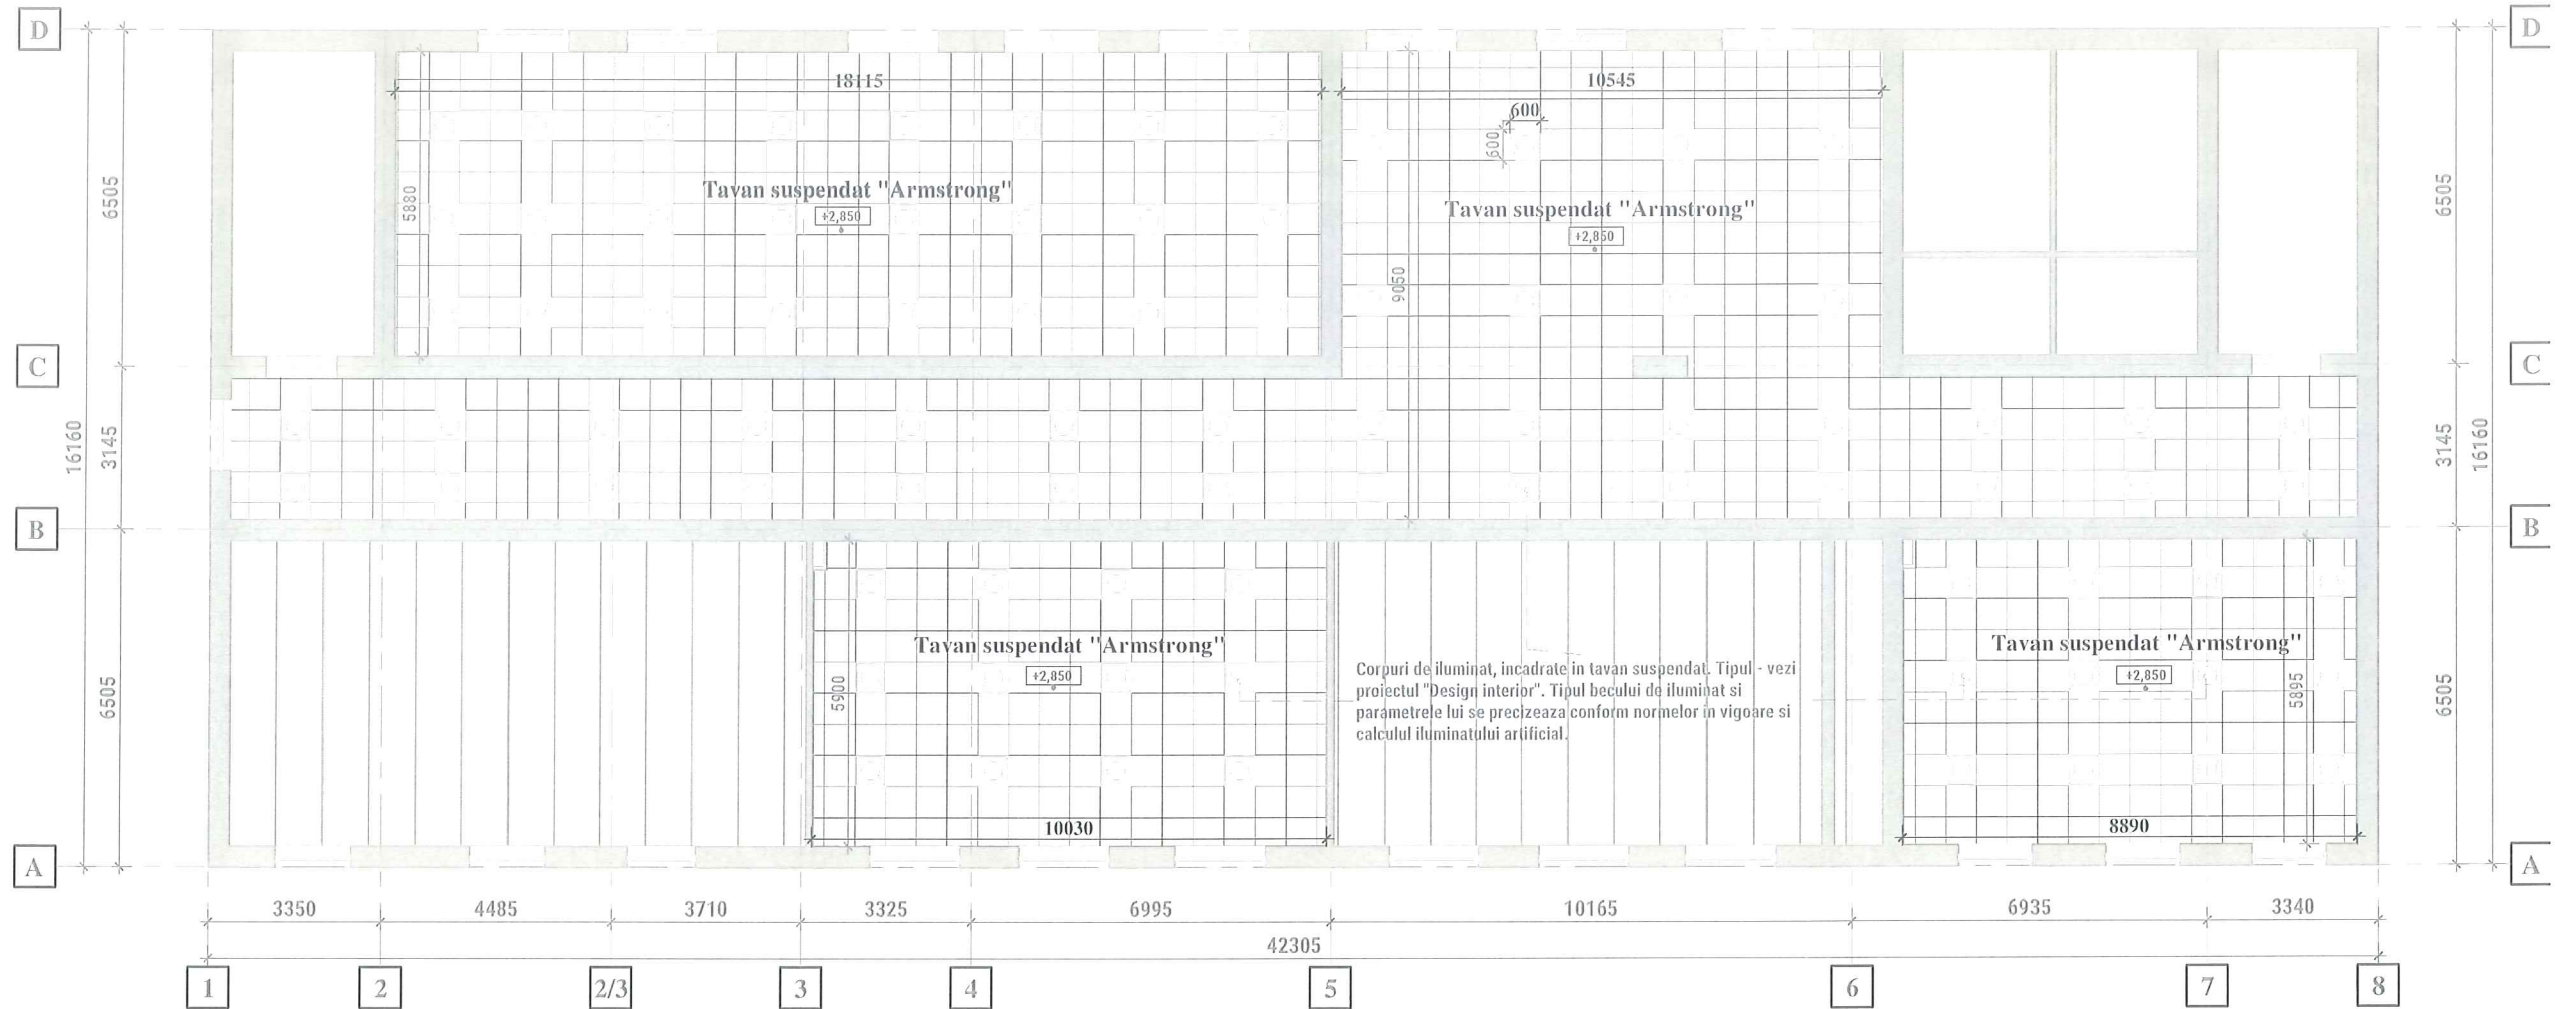 D
D
18115
10545
600
600
6505
5880
Tavan suspendat "Armstrong"
+2,850
Tavan suspendat "Armstrong"
+2,850
6505
9050
C
C
16160
3145
3145
16160
B
B
Tavan suspendat "Armstrong"
+2,850
Tavan suspendat "Armstrong"
+2,850
Corpuri de iluminat, incadrate in tavan suspendat. Tipul - vezi
proiectul "Design interior". Tipul becului de iluminat si
parametrele lui se precizeaza conform normelor in vigoare si
calculul iluminatului artificial.
6505
5900
5895
6505
10030
8890
A
A
3350
4485
3710
3325
6995
10165
6935
3340
42305
1
2
2/3
3
4
5
6
7
8